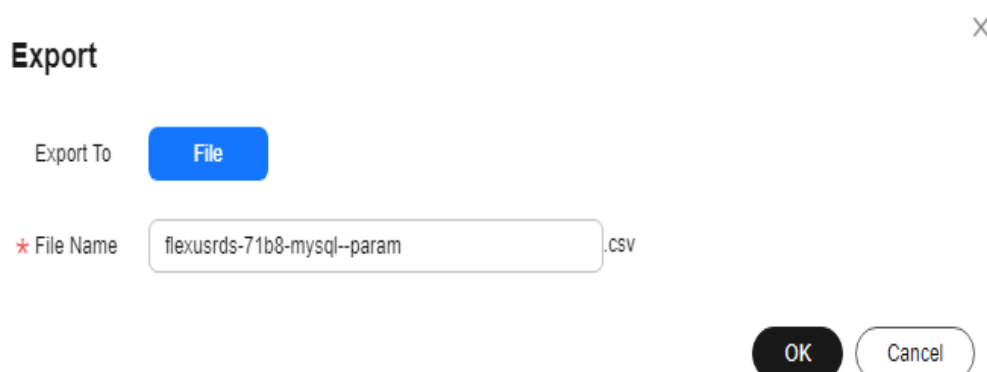 Export
Export To File
* File Name flexusrds-71b8-mysql--param .csv
OK Cancel